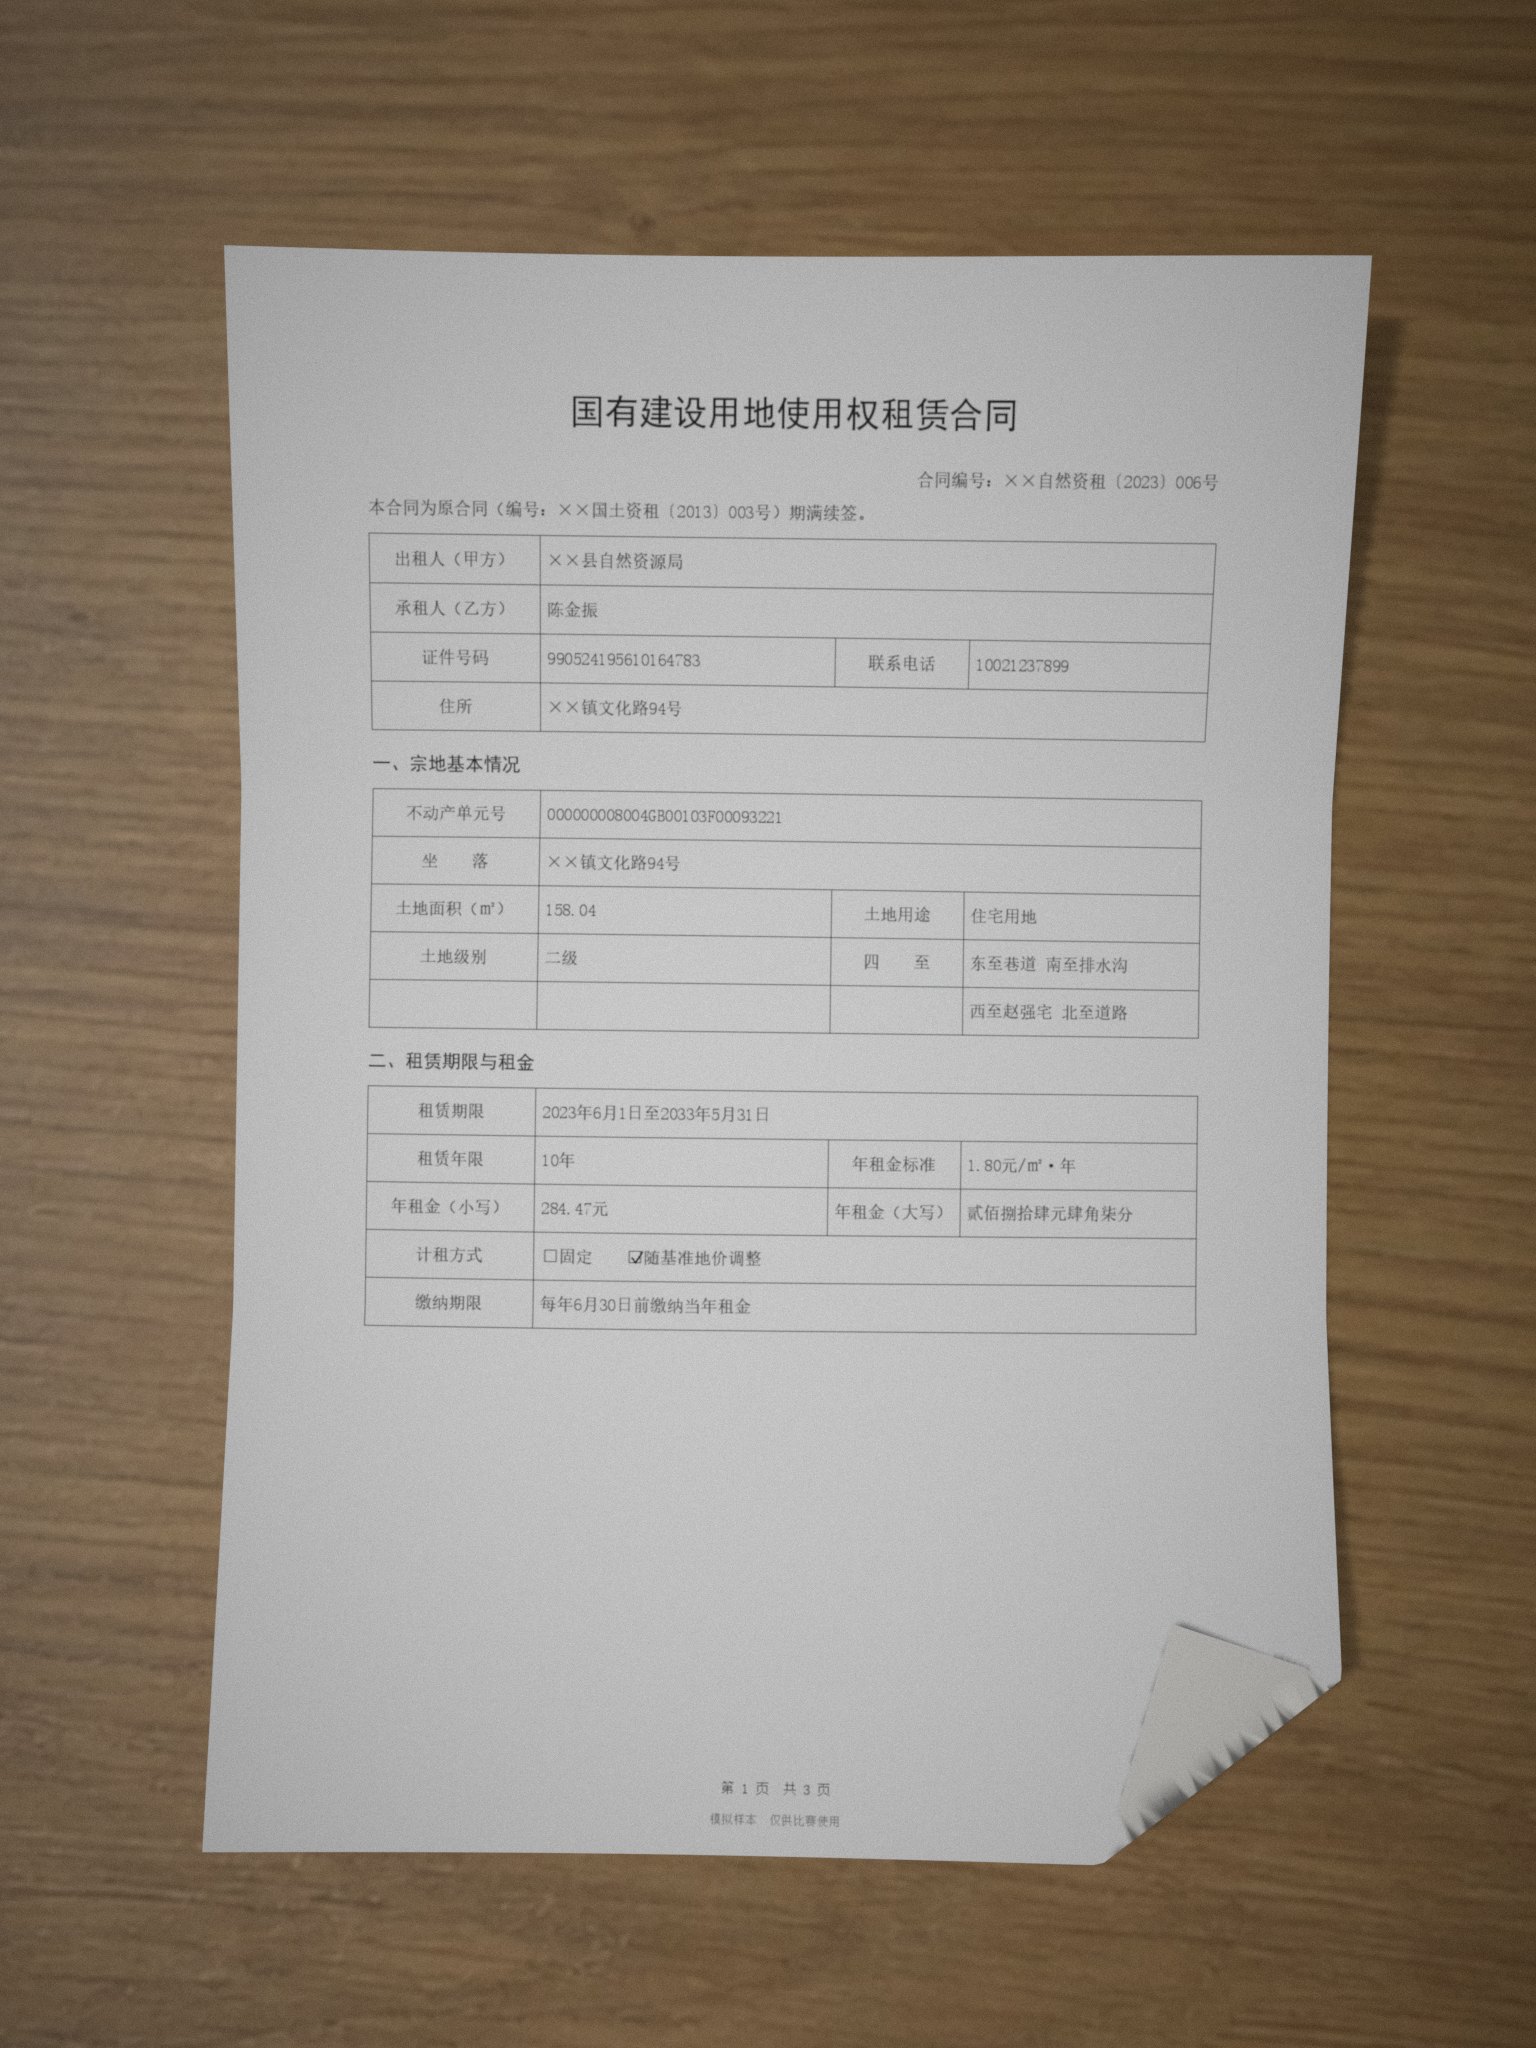 国有建设用地使用权租赁合同
合同编号：××自然资租〔2023〕006号
本合同为原合同（编号：××国土资租〔2013〕003号）期满续签。
出租人（甲方） ××县自然资源局
承租人（乙方） 陈金振
证件号码 990524195610164783 联系电话 10021237899
住所 ××镇文化路94号
一、宗地基本情况
不动产单元号 000000008004GB00103F00093221
坐　　落 ××镇文化路94号
土地面积（㎡） 158.04 土地用途 住宅用地
土地级别 二级 四　　至 东至巷道 南至排水沟
西至赵强宅 北至道路
二、租赁期限与租金
租赁期限 2023年6月1日至2033年5月31日
租赁年限 10年 年租金标准 1.80元/㎡·年
年租金（小写） 284.47元 年租金（大写） 贰佰捌拾肆元肆角柒分
计租方式 ☐固定 ☑随基准地价调整
缴纳期限 每年6月30日前缴纳当年租金
第 1 页 共 3 页
模拟样本 仅供比赛使用